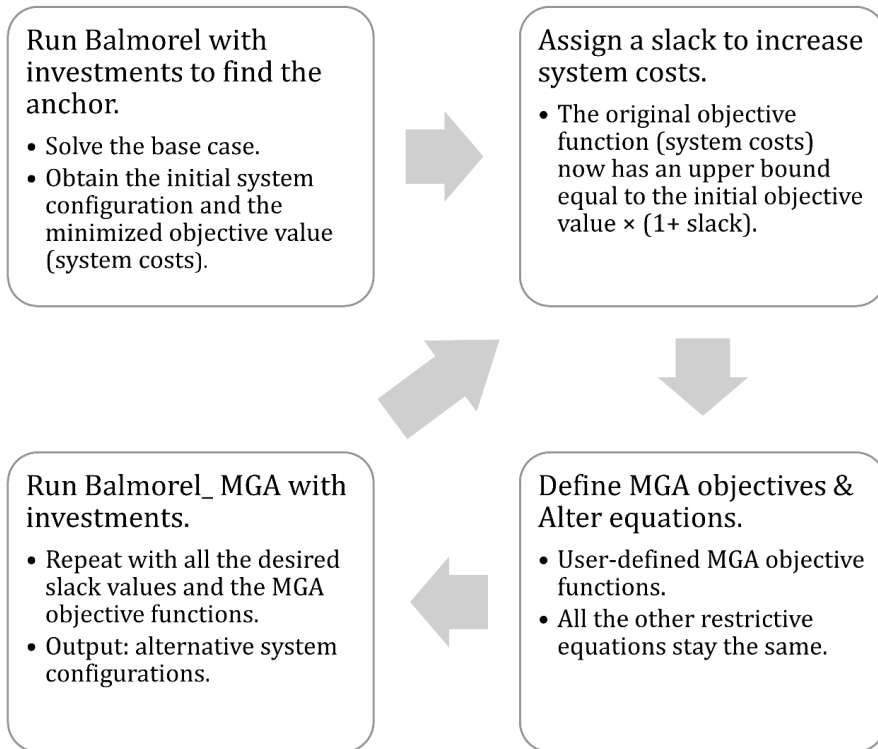 Run Balmorel with
investments to find the
anchor.
• Solve the base case.
• Obtain the initial system
configuration and the
minimized objective value
(system costs).
Assign a slack to increase
system costs.
• The original objective
function (system costs)
now has an upper bound
equal to the initial objective
value × (1+ slack).
Define MGA objectives &
Alter equations.
• User-defined MGA objective
functions.
• All the other restrictive
equations stay the same.
Run Balmorel_ MGA with
investments.
• Repeat with all the desired
slack values and the MGA
objective functions.
• Output: alternative system
configurations.